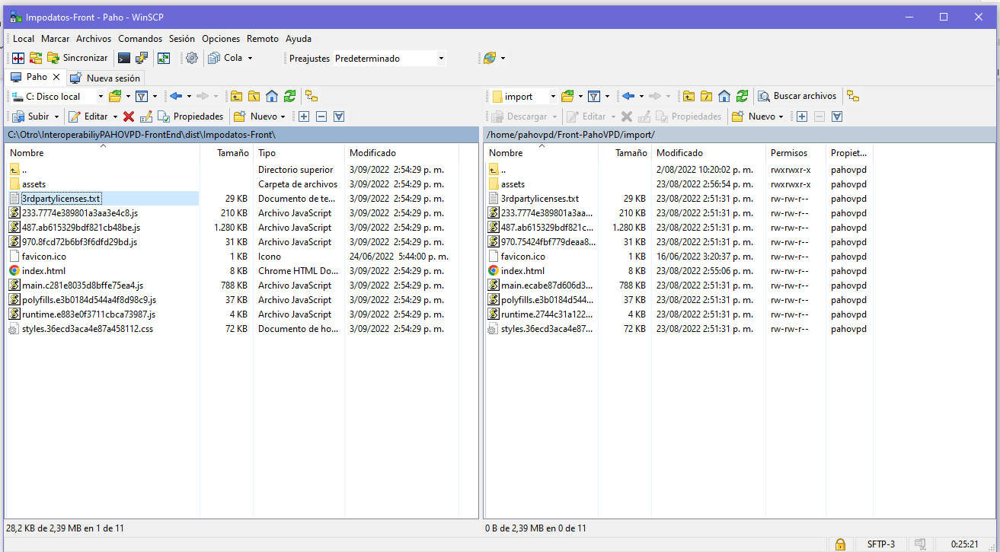 Impodatos-Front - Paho - WinSCP
Local Marcar Archivos Comandos Sesión Opciones Remoto Ayuda
Sincronizar Cola Preajustes Predeterminado
Paho Nueva sesión
C: Disco local
Subir Editar Propiedades Nuevo
C:\Otro\InteroperabiliyPAHOVPD-FrontEnd\dist\Impodatos-Front\
Nombre Tamaño Tipo Modificado
.. Directorio superior 3/09/2022 2:54:29 p. m.
assets Carpeta de archivos 3/09/2022 2:54:29 p. m.
3rdpartylicenses.txt 29 KB Documento de te... 3/09/2022 2:54:29 p. m.
233.7774e389801a3aa3e4c8.js 210 KB Archivo JavaScript 3/09/2022 2:54:29 p. m.
487.ab615329bdf821cb48be.js 1.280 KB Archivo JavaScript 3/09/2022 2:54:29 p. m.
970.8fcd72b6bf3f6dfd29bd.js 31 KB Archivo JavaScript 3/09/2022 2:54:29 p. m.
favicon.ico 1 KB Icono 24/06/2022 5:44:00 p. m.
index.html 8 KB Chrome HTML Do... 3/09/2022 2:54:29 p. m.
main.c281e8035d8bffe75ea4.js 788 KB Archivo JavaScript 3/09/2022 2:54:29 p. m.
polyfills.e3b0184d544a4f8d98c9.js 37 KB Archivo JavaScript 3/09/2022 2:54:29 p. m.
runtime.e883e0f3711cbca73987.js 4 KB Archivo JavaScript 3/09/2022 2:54:29 p. m.
styles.36ecd3aca4e87a458112.css 72 KB Documento de ho... 3/09/2022 2:54:29 p. m.
28,2 KB de 2,39 MB en 1 de 11
import Buscar archivos
Descargar Editar Propiedades Nuevo
/home/pahovpd/Front-PahoVPD/import/
Nombre Tamaño Modificado Permisos Propiet...
.. 2/08/2022 10:20:02 p. m. rwxrwxr-x pahovpd
assets 23/08/2022 2:56:54 p. m. rwxrwxr-x pahovpd
3rdpartylicenses.txt 29 KB 23/08/2022 2:51:31 p. m. rw-rw-r-- pahovpd
233.7774e389801a3aa... 210 KB 23/08/2022 2:51:31 p. m. rw-rw-r-- pahovpd
487.ab615329bdf821c... 1.280 KB 23/08/2022 2:51:31 p. m. rw-rw-r-- pahovpd
970.75424fbf779deaa8... 31 KB 23/08/2022 2:51:31 p. m. rw-rw-r-- pahovpd
favicon.ico 1 KB 16/06/2022 3:20:37 p. m. rw-rw-r-- pahovpd
index.html 8 KB 23/08/2022 2:55:06 p. m. rw-rw-r-- pahovpd
main.ecabe87d606d3... 788 KB 23/08/2022 2:51:31 p. m. rw-rw-r-- pahovpd
polyfills.e3b0184d544... 37 KB 23/08/2022 2:51:31 p. m. rw-rw-r-- pahovpd
runtime.2744c31a122... 4 KB 23/08/2022 2:51:31 p. m. rw-rw-r-- pahovpd
styles.36ecd3aca4e87... 72 KB 23/08/2022 2:51:31 p. m. rw-rw-r-- pahovpd
0 B de 2,39 MB en 0 de 11
SFTP-3 0:25:21